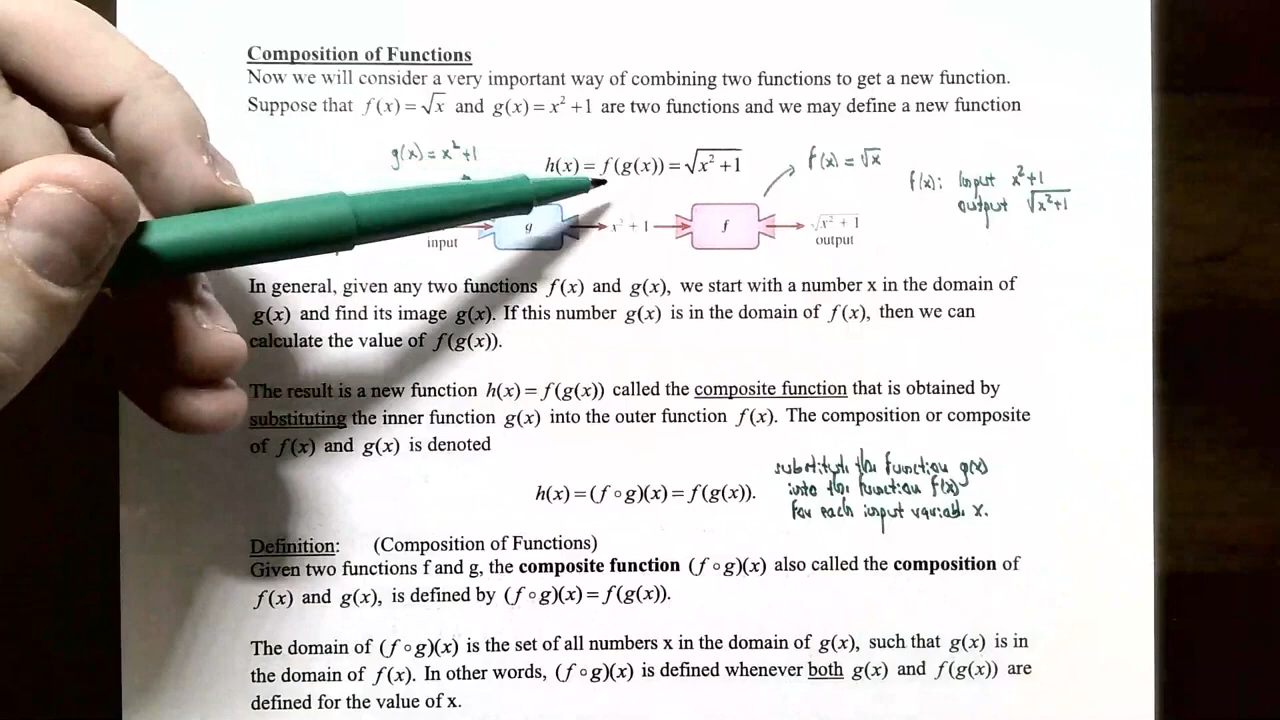 Composition of Functions
Now we will consider a very important way of combining two functions to get a new function.
Suppose that f(x) = √x and g(x) = x² + 1 are two functions and we may define a new function
g(x) = x² + 1
h(x) = f(g(x)) = √(x² + 1)
f(x) = √x
f(x): input x²+1
output √(x²+1)
input
g
x² + 1
f
√(x² + 1)
output
In general, given any two functions f(x) and g(x), we start with a number x in the domain of
g(x) and find its image g(x). If this number g(x) is in the domain of f(x), then we can
calculate the value of f(g(x)).
The result is a new function h(x) = f(g(x)) called the composite function that is obtained by
substituting the inner function g(x) into the outer function f(x). The composition or composite
of f(x) and g(x) is denoted
h(x) = (f ∘ g)(x) = f(g(x)).
substitute the function g(x)
into the function f(x)
for each input variable x.
Definition: (Composition of Functions)
Given two functions f and g, the composite function (f ∘ g)(x) also called the composition of
f(x) and g(x), is defined by (f ∘ g)(x) = f(g(x)).
The domain of (f ∘ g)(x) is the set of all numbers x in the domain of g(x), such that g(x) is in
the domain of f(x). In other words, (f ∘ g)(x) is defined whenever both g(x) and f(g(x)) are
defined for the value of x.